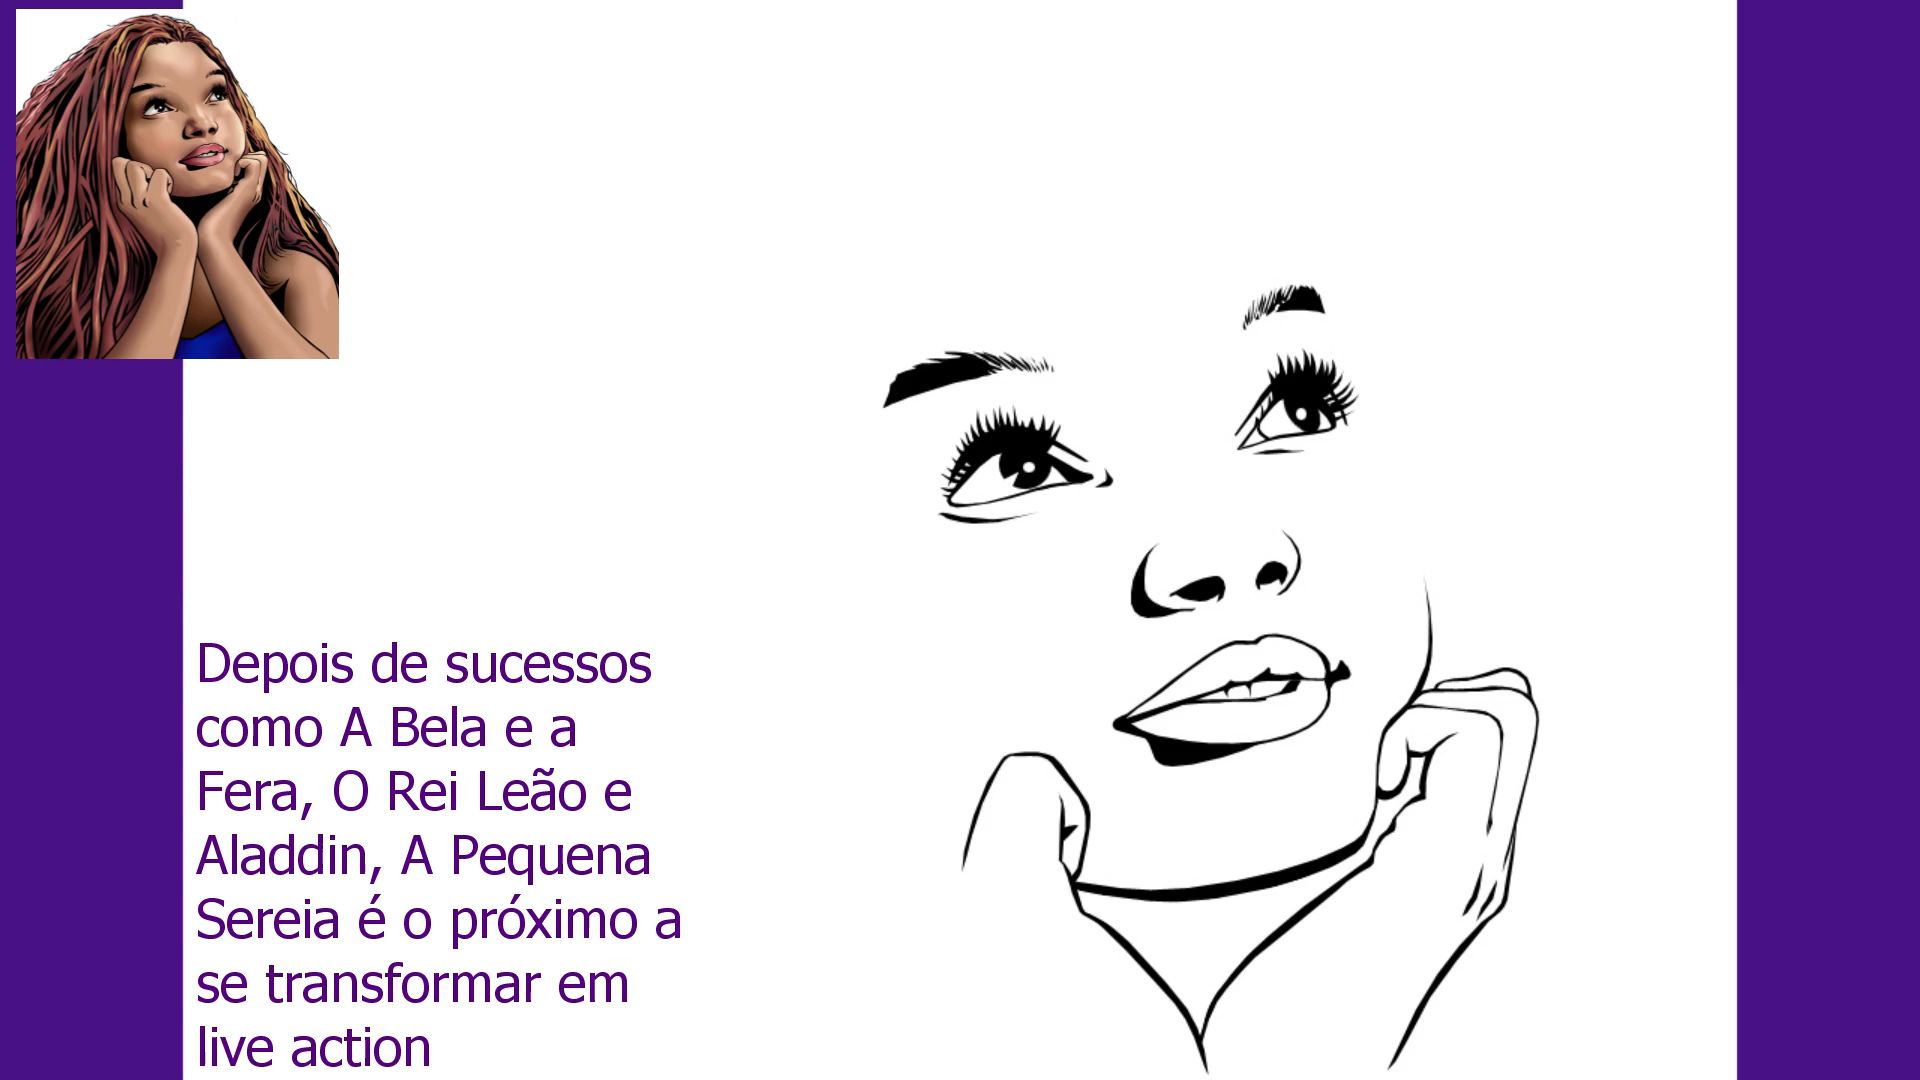 Depois de sucessos
como A Bela e a
Fera, O Rei Leão e
Aladdin, A Pequena
Sereia é o próximo a
se transformar em
live action